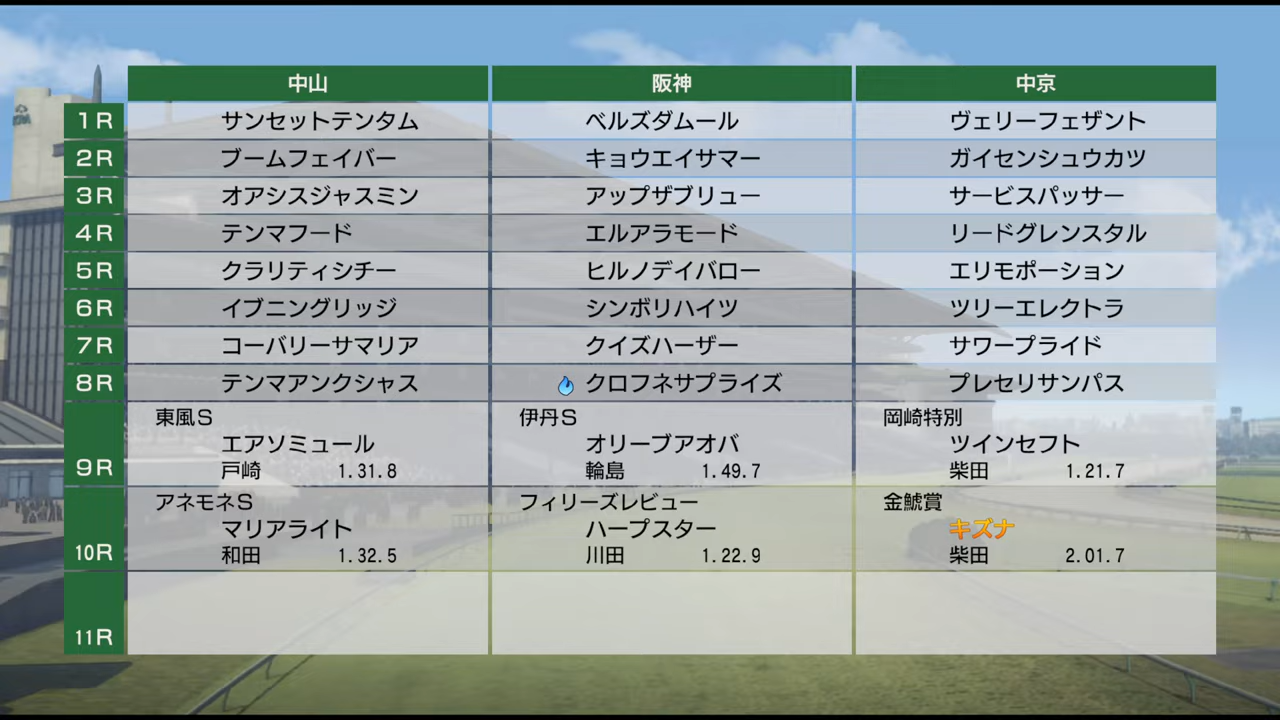 中山 阪神 中京
1R サンセットテンタム ベルズダムール ヴェリーフェザント
2R ブームフェイバー キョウエイサマー ガイセンシュウカツ
3R オアシスジャスミン アップザブリュー サービスパッサー
4R テンマフード エルアラモード リードグレンスタル
5R クラリティシチー ヒルノデイバロー エリモポーション
6R イブニングリッジ シンボリハイツ ツリーエレクトラ
7R コーバリーサマリア クイズハーザー サワープライド
8R テンマアンクシャス クロフネサプライズ プレセリサンパス
東風S 伊丹S 岡崎特別
エアソミュール オリーブアオバ ツインセフト
9R 戸崎 1.31.8 輪島 1.49.7 柴田 1.21.7
アネモネS フィリーズレビュー 金鯱賞
マリアライト ハープスター キズナ
10R 和田 1.32.5 川田 1.22.9 柴田 2.01.7
11R